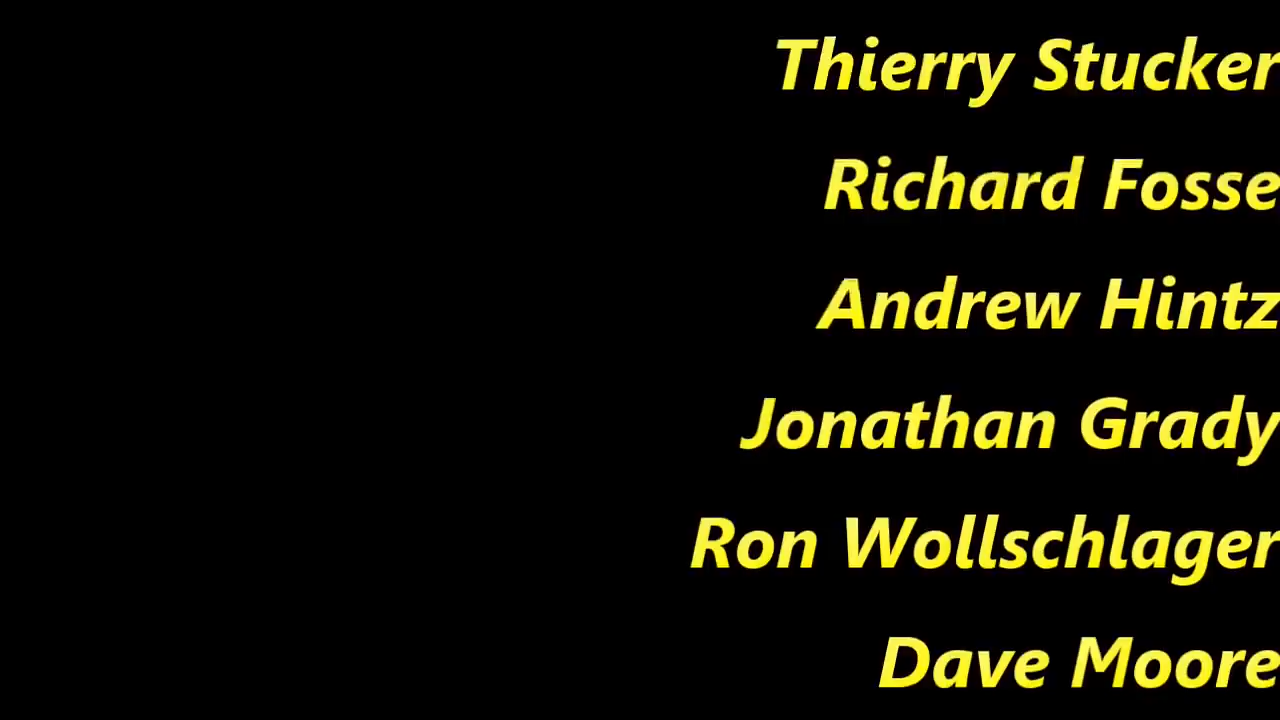 Thierry Stucker
Richard Fosse
Andrew Hintz
Jonathan Grady
Ron Wollschlager
Dave Moore